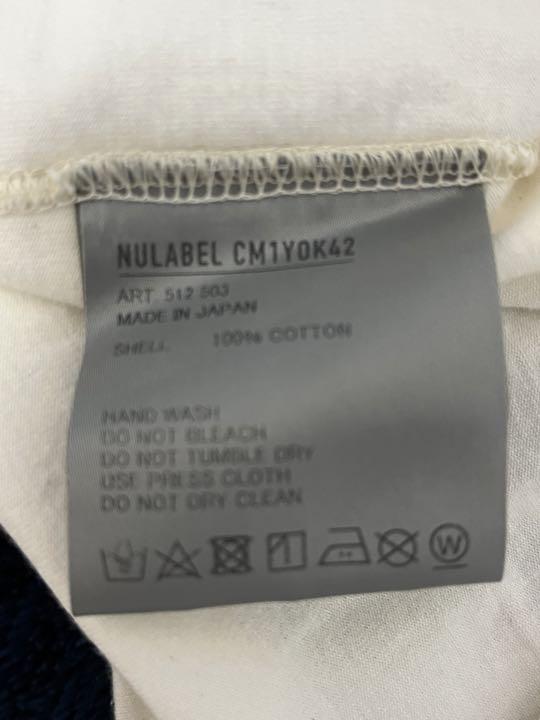 NULABEL CM1YOK42
ART. 512 503
MADE IN JAPAN
SHELL 100% COTTON
HAND WASH
DO NOT BLEACH
DO NOT TUMBLE DRY
USE PRESS CLOTH
DO NOT DRY CLEAN
W